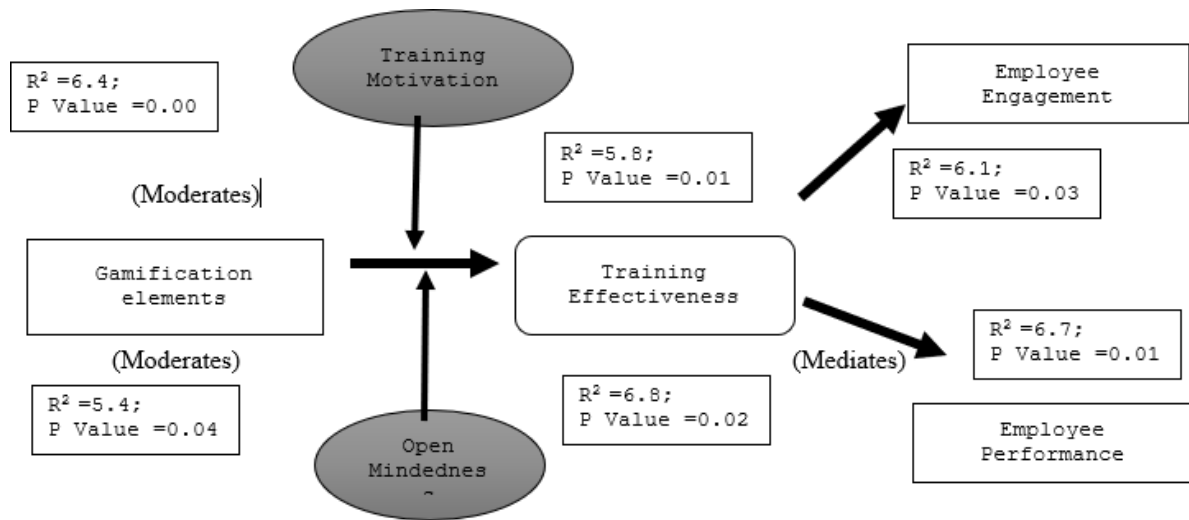 Training
Motivation
R² =6.4;
P Value =0.00
Employee
Engagement
R² =5.8;
P Value =0.01
R² =6.1;
P Value =0.03
(Moderates)
Gamification
elements
Training
Effectiveness
(Moderates)
(Mediates)
R² =6.7;
P Value =0.01
R² =5.4;
P Value =0.04
R² =6.8;
P Value =0.02
Open
Mindednes
Employee
Performance